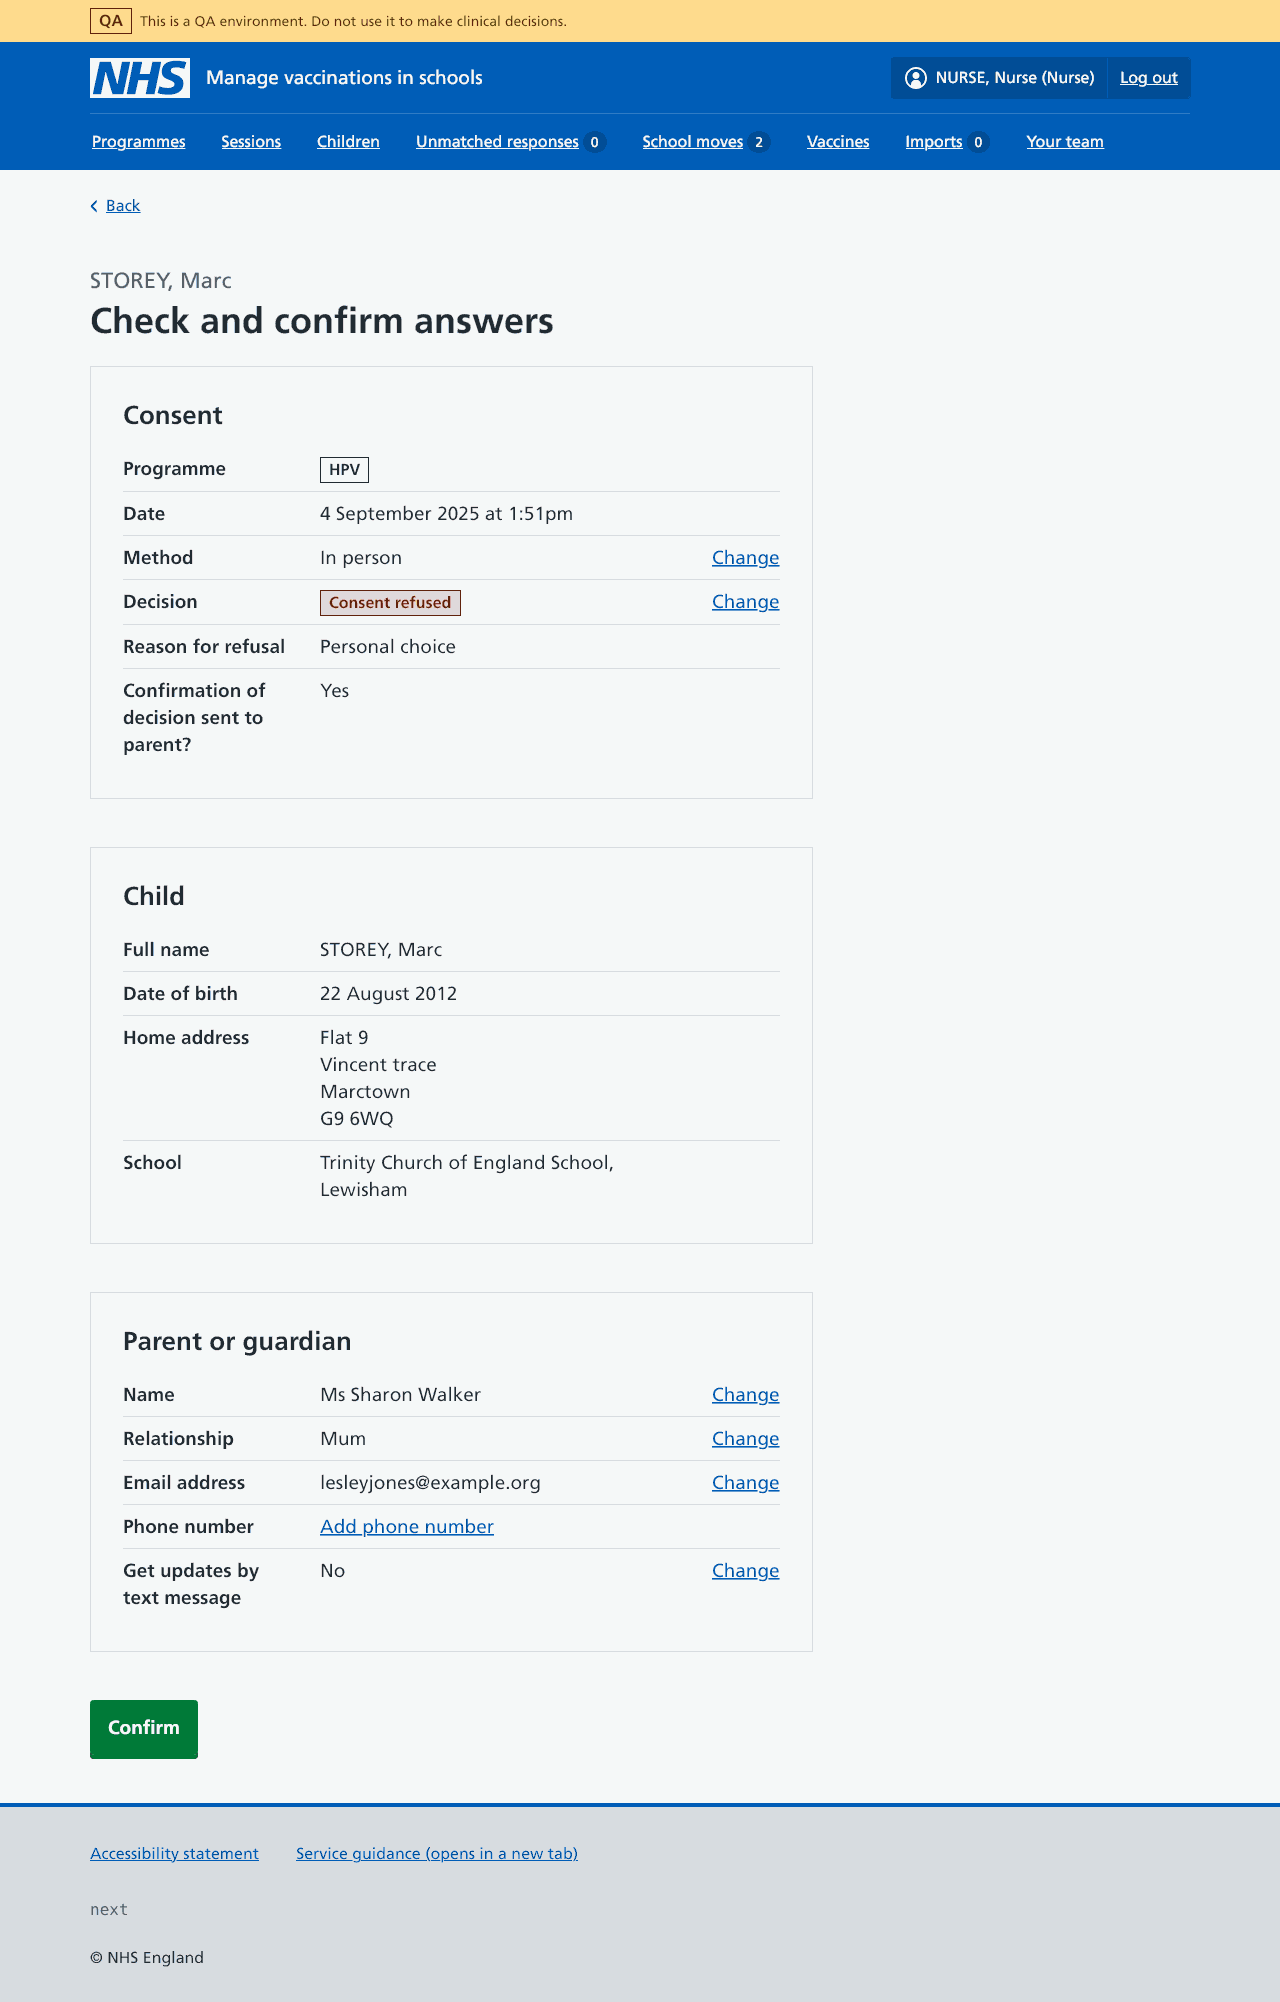 QA This is a QA environment. Do not use it to make clinical decisions.
NHS Manage vaccinations in schools NURSE, Nurse (Nurse) Log out
Programmes Sessions Children Unmatched responses 0 School moves 2 Vaccines Imports 0 Your team
Back
STOREY, Marc
Check and confirm answers
Consent
Programme HPV
Date 4 September 2025 at 1:51pm
Method In person Change
Decision Consent refused Change
Reason for refusal Personal choice
Confirmation of Yes
decision sent to
parent?
Child
Full name STOREY, Marc
Date of birth 22 August 2012
Home address Flat 9
Vincent trace
Marctown
G9 6WQ
School Trinity Church of England School,
Lewisham
Parent or guardian
Name Ms Sharon Walker Change
Relationship Mum Change
Email address lesleyjones@example.org Change
Phone number Add phone number
Get updates by No Change
text message
Confirm
Accessibility statement Service guidance (opens in a new tab)
next
© NHS England